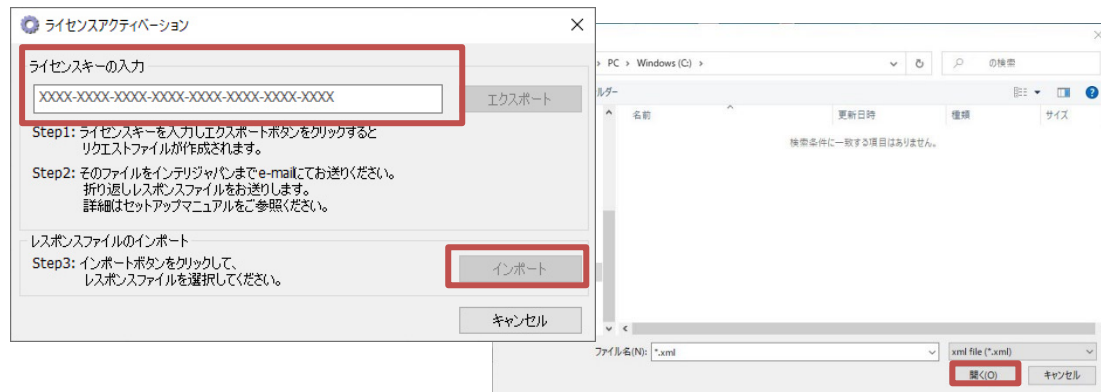 ライセンスアクティベーション
ライセンスキーの入力
XXXX-XXXX-XXXX-XXXX-XXXX-XXXX-XXXX-XXXX
エクスポート
Step1: ライセンスキーを入力しエクスポートボタンをクリックすると
リクエストファイルが作成されます。
Step2: そのファイルをインテリジャパンまでe-mailにてお送りください。
折り返しレスポンスファイルをお送りします。
詳細はセットアップマニュアルをご参照ください。
レスポンスファイルのインポート
Step3: インポートボタンをクリックして、
レスポンスファイルを選択してください。
インポート
キャンセル
› PC › Windows (C:) ›
の検索
ルダー
名前
更新日時
種類
サイズ
検索条件に一致する項目はありません。
ファイル名(N): *.xml
xml file (*.xml)
開く(O)
キャンセル